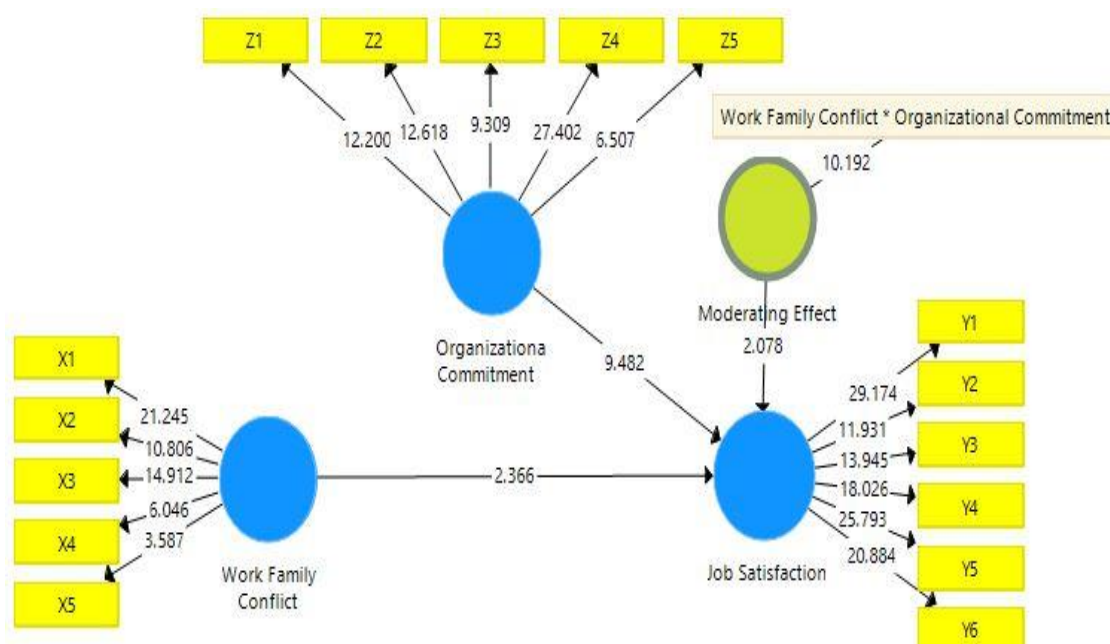 Z1
Z2
Z3
Z4
Z5
12.200
12.618
9.309
27.402
6.507
Work Family Conflict * Organizational Commitment
10.192
Moderating Effect
2.078
Organizationa
Commitment
9.482
X1
X2
X3
X4
X5
21.245
10.806
14.912
6.046
3.587
Work Family
Conflict
2.366
Job Satisfaction
29.174
11.931
13.945
18.026
25.793
20.884
Y1
Y2
Y3
Y4
Y5
Y6